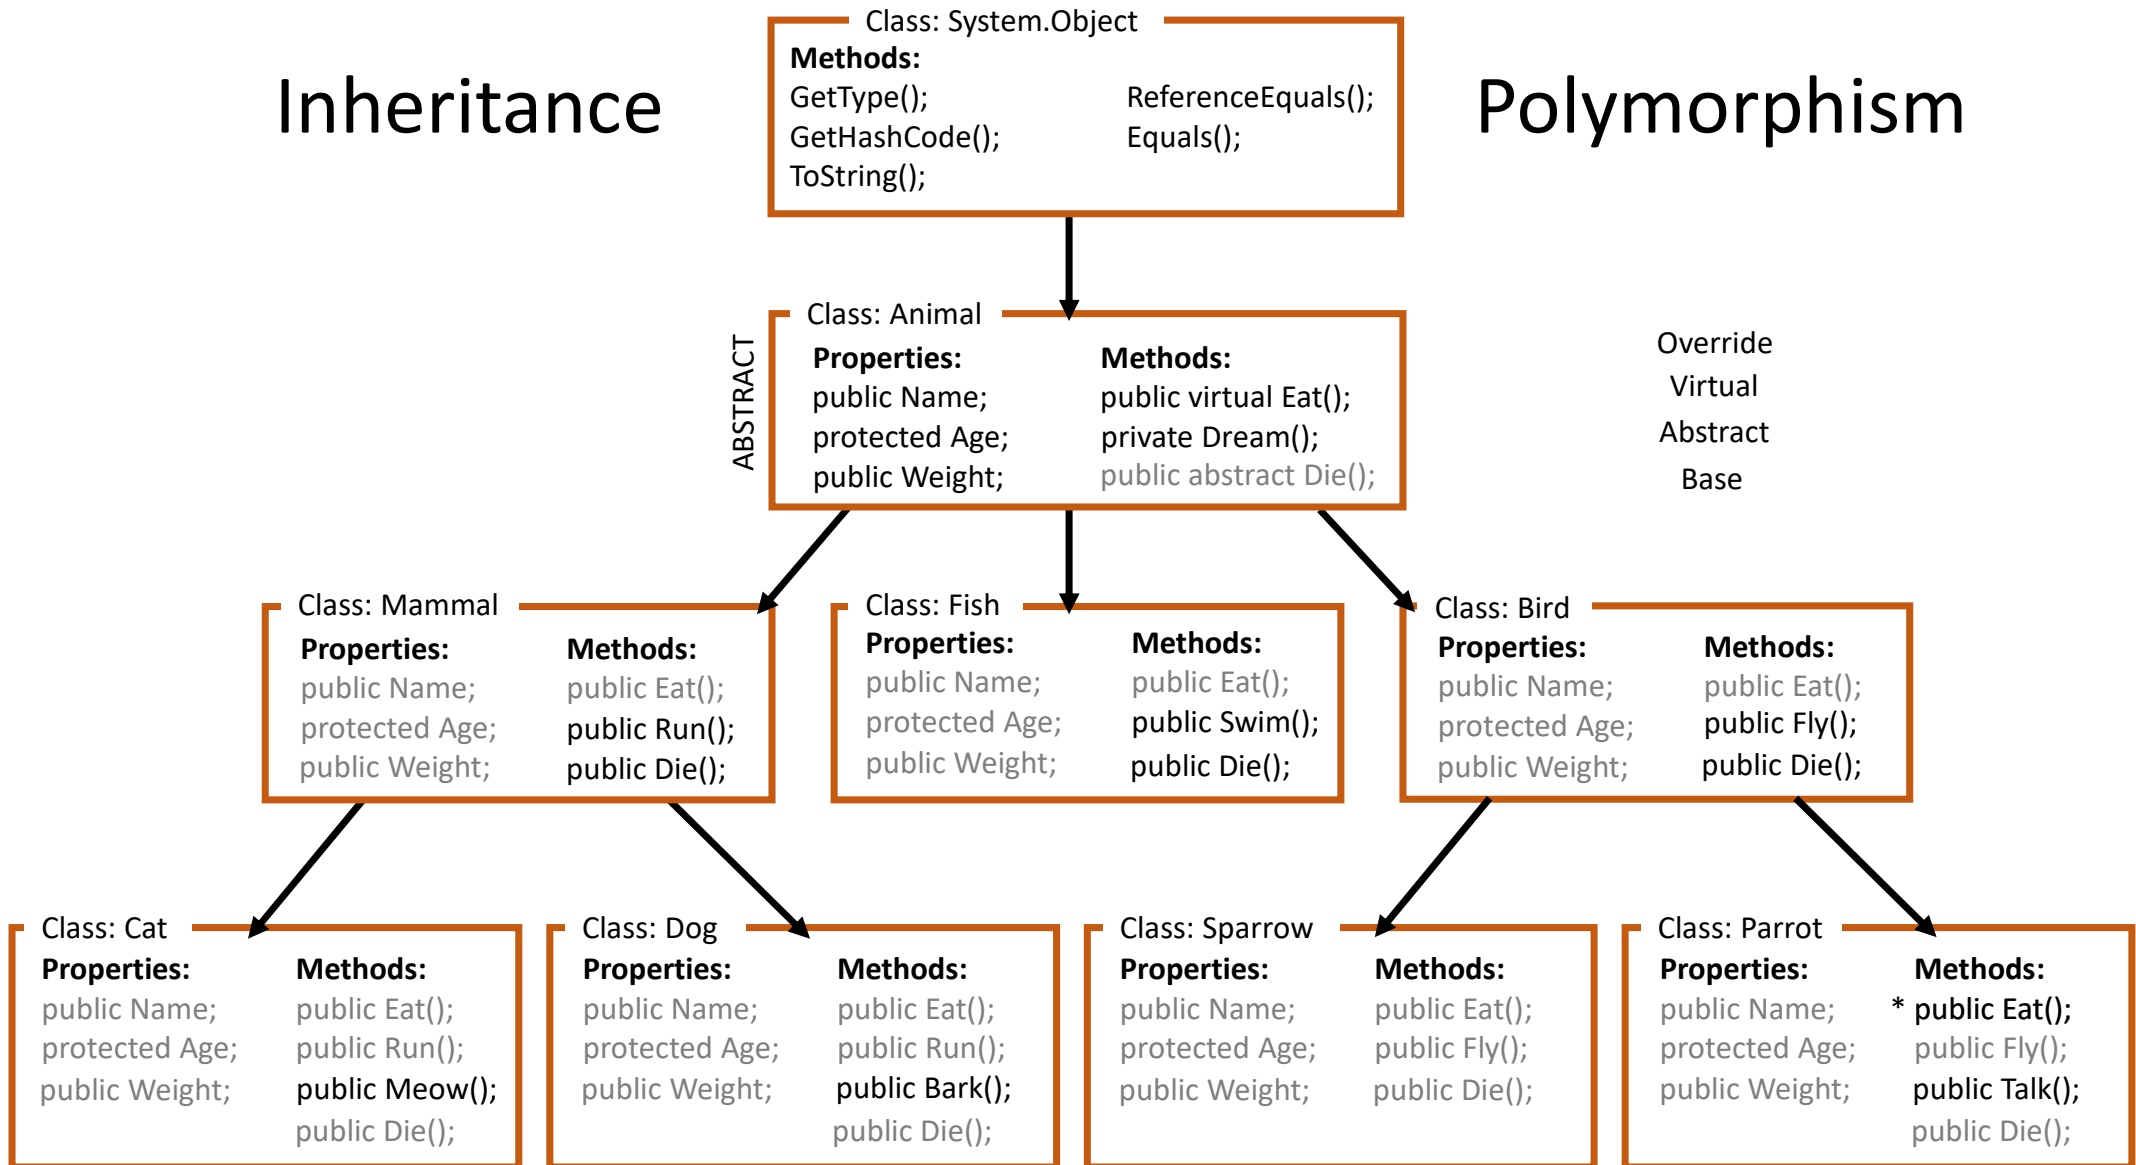 Class: System.Object
Inheritance
Polymorphism
Methods:
GetType();
ReferenceEquals();
GetHashCode();
Equals();
ToString();
Class: Animal
ABSTRACT
Properties:
public Name;
protected Age;
public Weight;
Methods:
public virtual Eat();
private Dream();
public abstract Die();
Override
Virtual
Abstract
Base
Class: Mammal
Properties:
public Name;
protected Age;
public Weight;
Methods:
public Eat();
public Run();
public Die();
Class: Fish
Properties:
public Name;
protected Age;
public Weight;
Methods:
public Eat();
public Swim();
public Die();
Class: Bird
Properties:
public Name;
protected Age;
public Weight;
Methods:
public Eat();
public Fly();
public Die();
Class: Cat
Properties:
public Name;
protected Age;
public Weight;
Methods:
public Eat();
public Run();
public Meow();
public Die();
Class: Dog
Properties:
public Name;
protected Age;
public Weight;
Methods:
public Eat();
public Run();
public Bark();
public Die();
Class: Sparrow
Properties:
public Name;
protected Age;
public Weight;
Methods:
public Eat();
public Fly();
public Die();
Class: Parrot
Properties:
public Name;
protected Age;
public Weight;
Methods:
* public Eat();
public Fly();
public Talk();
public Die();